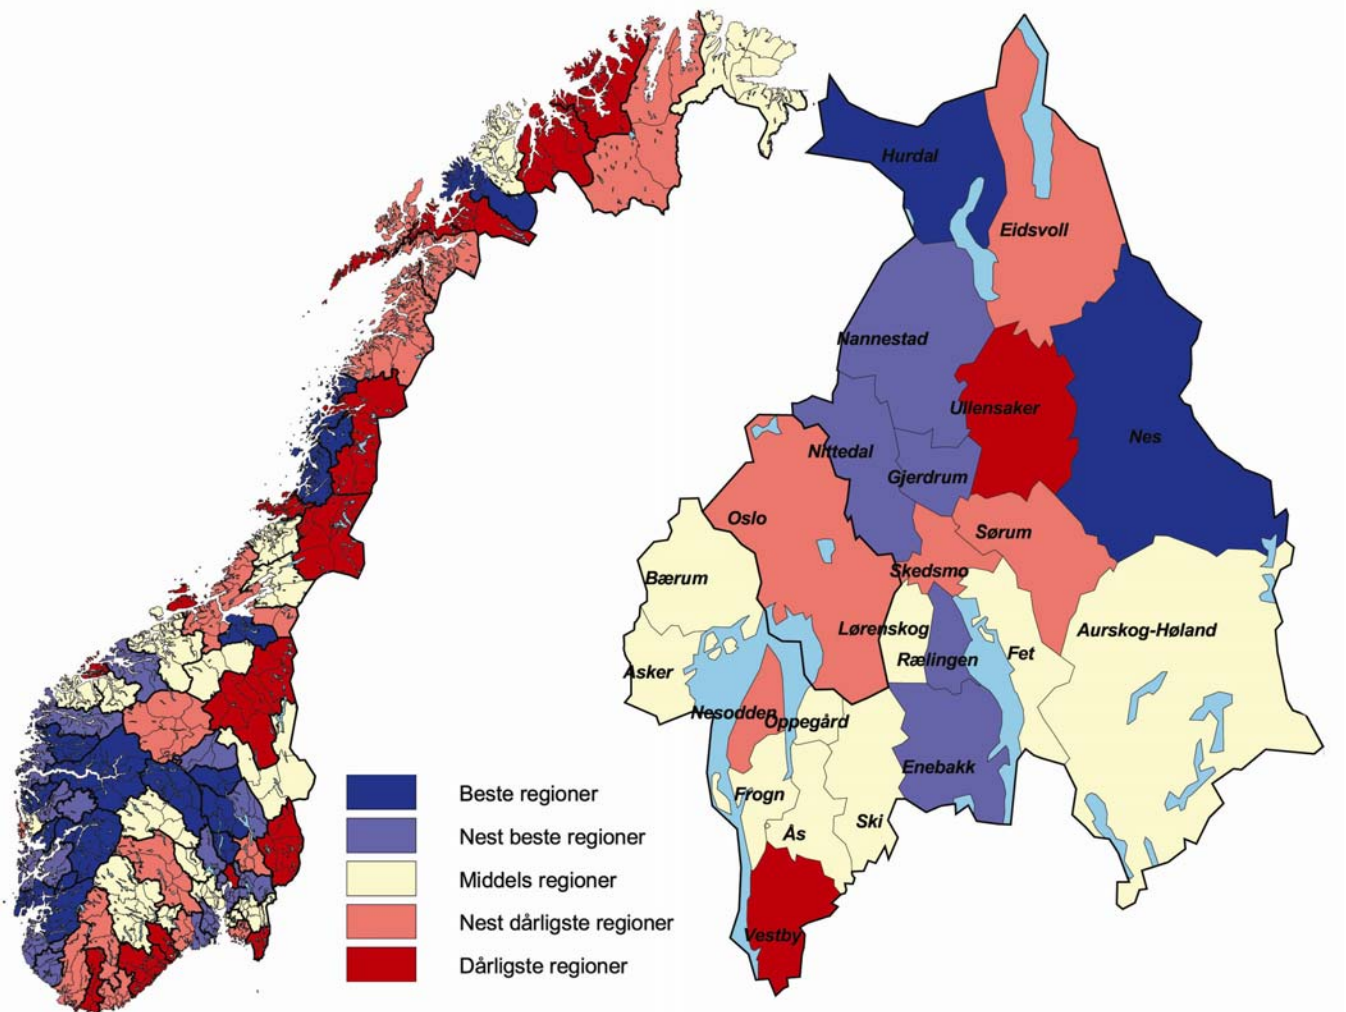 Hurdal
Eidsvoll
Nannestad
Ullensaker
Nes
Nittedal
Gjerdrum
Oslo
Sørum
Bærum
Skedsmo
Lørenskog
Aurskog-Høland
Asker
Rælingen
Fet
Nesodden
Oppegård
Enebakk
Frogn
Ås
Ski
Vestby
Beste regioner
Nest beste regioner
Middels regioner
Nest dårligste regioner
Dårligste regioner